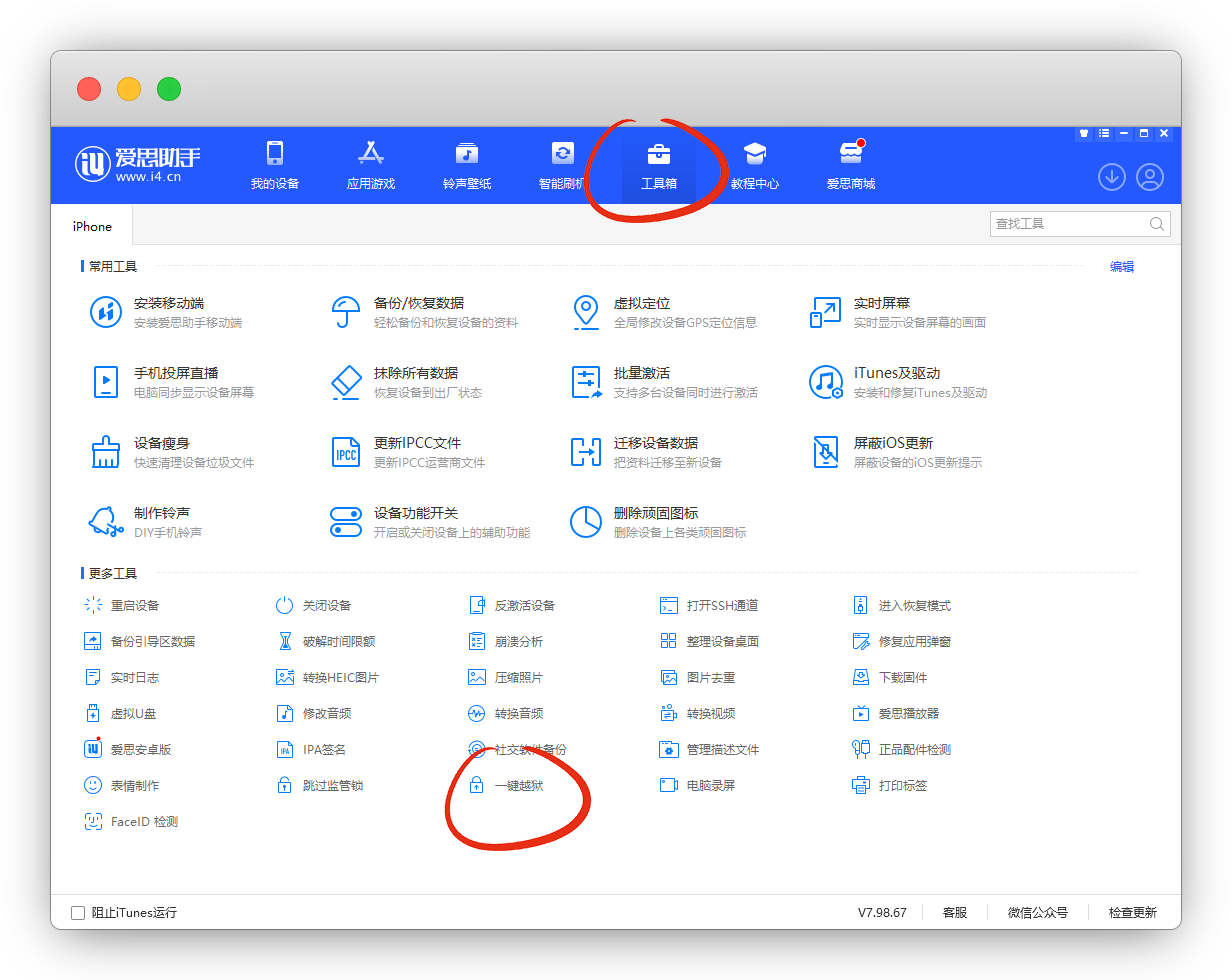 爱思助手
www.i4.cn
我的设备
应用游戏
铃声壁纸
智能刷机
工具箱
教程中心
爱思商城
iPhone
查找工具
常用工具
编辑
安装移动端
安装爱思助手移动端
备份/恢复数据
轻松备份和恢复设备的资料
虚拟定位
全局修改设备GPS定位信息
实时屏幕
实时显示设备屏幕的画面
手机投屏直播
电脑同步显示设备屏幕
抹除所有数据
恢复设备到出厂状态
批量激活
支持多台设备同时进行激活
iTunes及驱动
安装和修复iTunes及驱动
设备瘦身
快速清理设备垃圾文件
IPCC
更新IPCC文件
更新IPCC运营商文件
迁移设备数据
把资料迁移至新设备
屏蔽iOS更新
屏蔽设备的iOS更新提示
制作铃声
DIY手机铃声
设备功能开关
开启或关闭设备上的辅助功能
删除顽固图标
删除设备上各类顽固图标
更多工具
重启设备
关闭设备
反激活设备
打开SSH通道
进入恢复模式
备份引导区数据
破解时间限额
崩溃分析
整理设备桌面
修复应用弹窗
实时日志
转换HEIC图片
压缩照片
图片去重
下载固件
虚拟U盘
修改音频
转换音频
转换视频
爱思播放器
爱思安卓版
IPA签名
社交软件备份
管理描述文件
正品配件检测
表情制作
跳过监管锁
一键越狱
电脑录屏
打印标签
FaceID 检测
阻止iTunes运行
V7.98.67
客服
微信公众号
检查更新